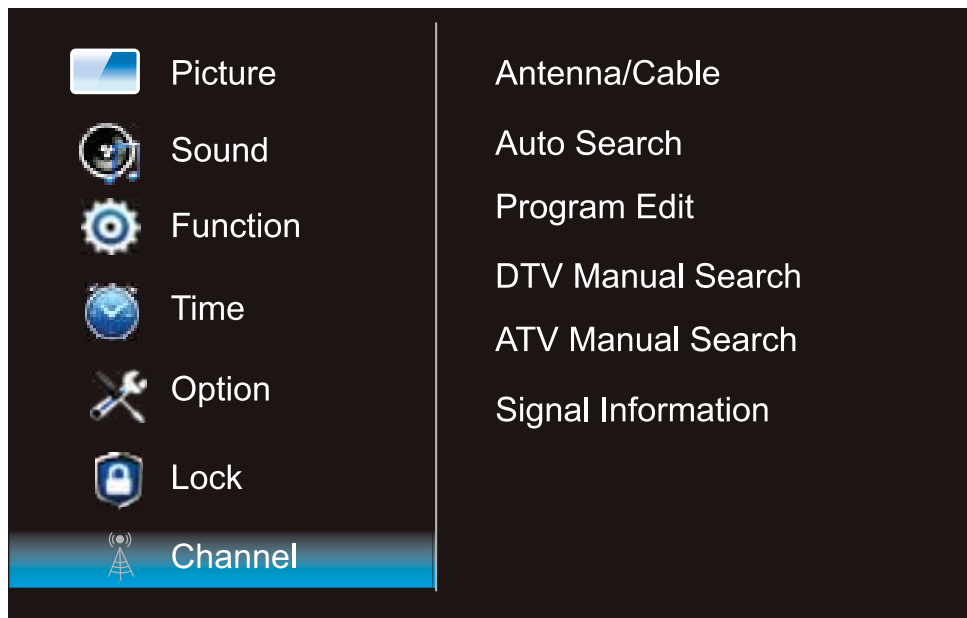 Picture
Sound
Function
Time
Option
Lock
Channel
Antenna/Cable
Auto Search
Program Edit
DTV Manual Search
ATV Manual Search
Signal Information